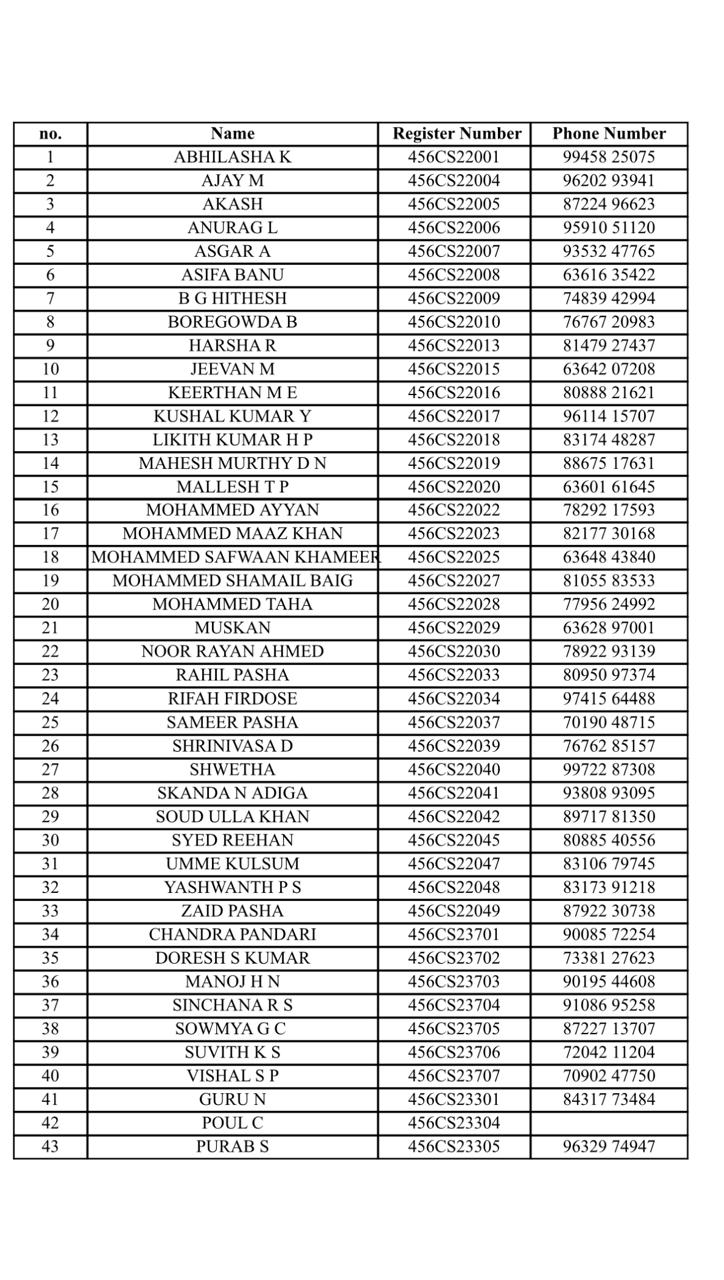 no. Name Register Number Phone Number
1 ABHILASHA K 456CS22001 99458 25075
2 AJAY M 456CS22004 96202 93941
3 AKASH 456CS22005 87224 96623
4 ANURAG L 456CS22006 95910 51120
5 ASGAR A 456CS22007 93532 47765
6 ASIFA BANU 456CS22008 63616 35422
7 B G HITHESH 456CS22009 74839 42994
8 BOREGOWDA B 456CS22010 76767 20983
9 HARSHA R 456CS22013 81479 27437
10 JEEVAN M 456CS22015 63642 07208
11 KEERTHAN M E 456CS22016 80888 21621
12 KUSHAL KUMAR Y 456CS22017 96114 15707
13 LIKITH KUMAR H P 456CS22018 83174 48287
14 MAHESH MURTHY D N 456CS22019 88675 17631
15 MALLESH T P 456CS22020 63601 61645
16 MOHAMMED AYYAN 456CS22022 78292 17593
17 MOHAMMED MAAZ KHAN 456CS22023 82177 30168
18 MOHAMMED SAFWAAN KHAMEER 456CS22025 63648 43840
19 MOHAMMED SHAMAIL BAIG 456CS22027 81055 83533
20 MOHAMMED TAHA 456CS22028 77956 24992
21 MUSKAN 456CS22029 63628 97001
22 NOOR RAYAN AHMED 456CS22030 78922 93139
23 RAHIL PASHA 456CS22033 80950 97374
24 RIFAH FIRDOSE 456CS22034 97415 64488
25 SAMEER PASHA 456CS22037 70190 48715
26 SHRINIVASA D 456CS22039 76762 85157
27 SHWETHA 456CS22040 99722 87308
28 SKANDA N ADIGA 456CS22041 93808 93095
29 SOUD ULLA KHAN 456CS22042 89717 81350
30 SYED REEHAN 456CS22045 80885 40556
31 UMME KULSUM 456CS22047 83106 79745
32 YASHWANTH P S 456CS22048 83173 91218
33 ZAID PASHA 456CS22049 87922 30738
34 CHANDRA PANDARI 456CS23701 90085 72254
35 DORESH S KUMAR 456CS23702 73381 27623
36 MANOJ H N 456CS23703 90195 44608
37 SINCHANA R S 456CS23704 91086 95258
38 SOWMYA G C 456CS23705 87227 13707
39 SUVITH K S 456CS23706 72042 11204
40 VISHAL S P 456CS23707 70902 47750
41 GURU N 456CS23301 84317 73484
42 POUL C 456CS23304
43 PURAB S 456CS23305 96329 74947